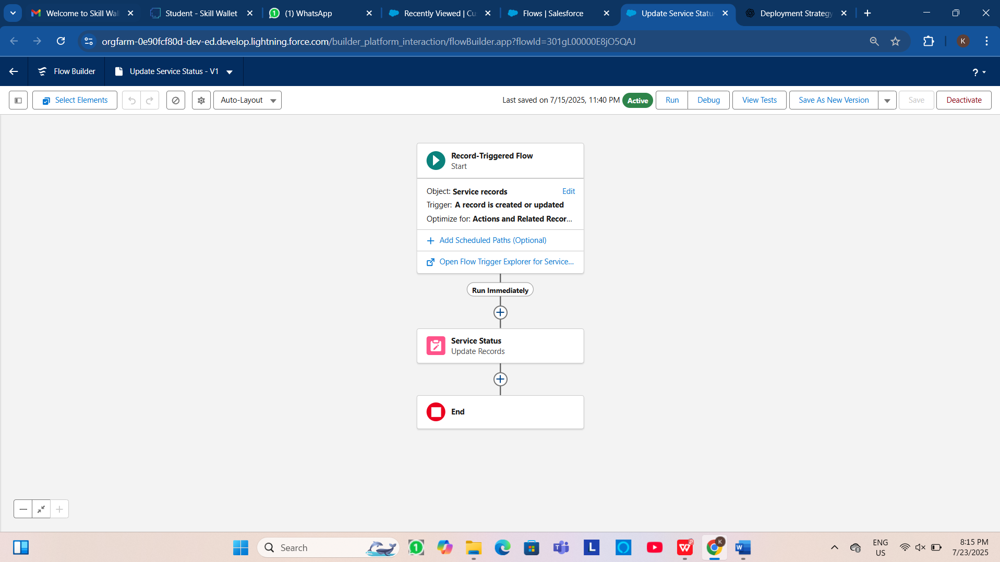 Welcome to Skill Wal
Student - Skill Wallet
(1) WhatsApp
Recently Viewed | Cu
Flows | Salesforce
Update Service Statu
Deployment Strategy
orgfarm-0e90fcf80d-dev-ed.develop.lightning.force.com/builder_platform_interaction/flowBuilder.app?flowId=301gL00000E8jO5QAJ
K
Flow Builder
Update Service Status - V1
?
Select Elements
Auto-Layout
Last saved on 7/15/2025, 11:40 PM
Active
Run
Debug
View Tests
Save As New Version
Save
Deactivate
Record-Triggered Flow
Start
Object: Service records
Edit
Trigger: A record is created or updated
Optimize for: Actions and Related Recor...
Add Scheduled Paths (Optional)
Open Flow Trigger Explorer for Service...
Run Immediately
Service Status
Update Records
End
Search
ENG
US
8:15 PM
7/23/2025